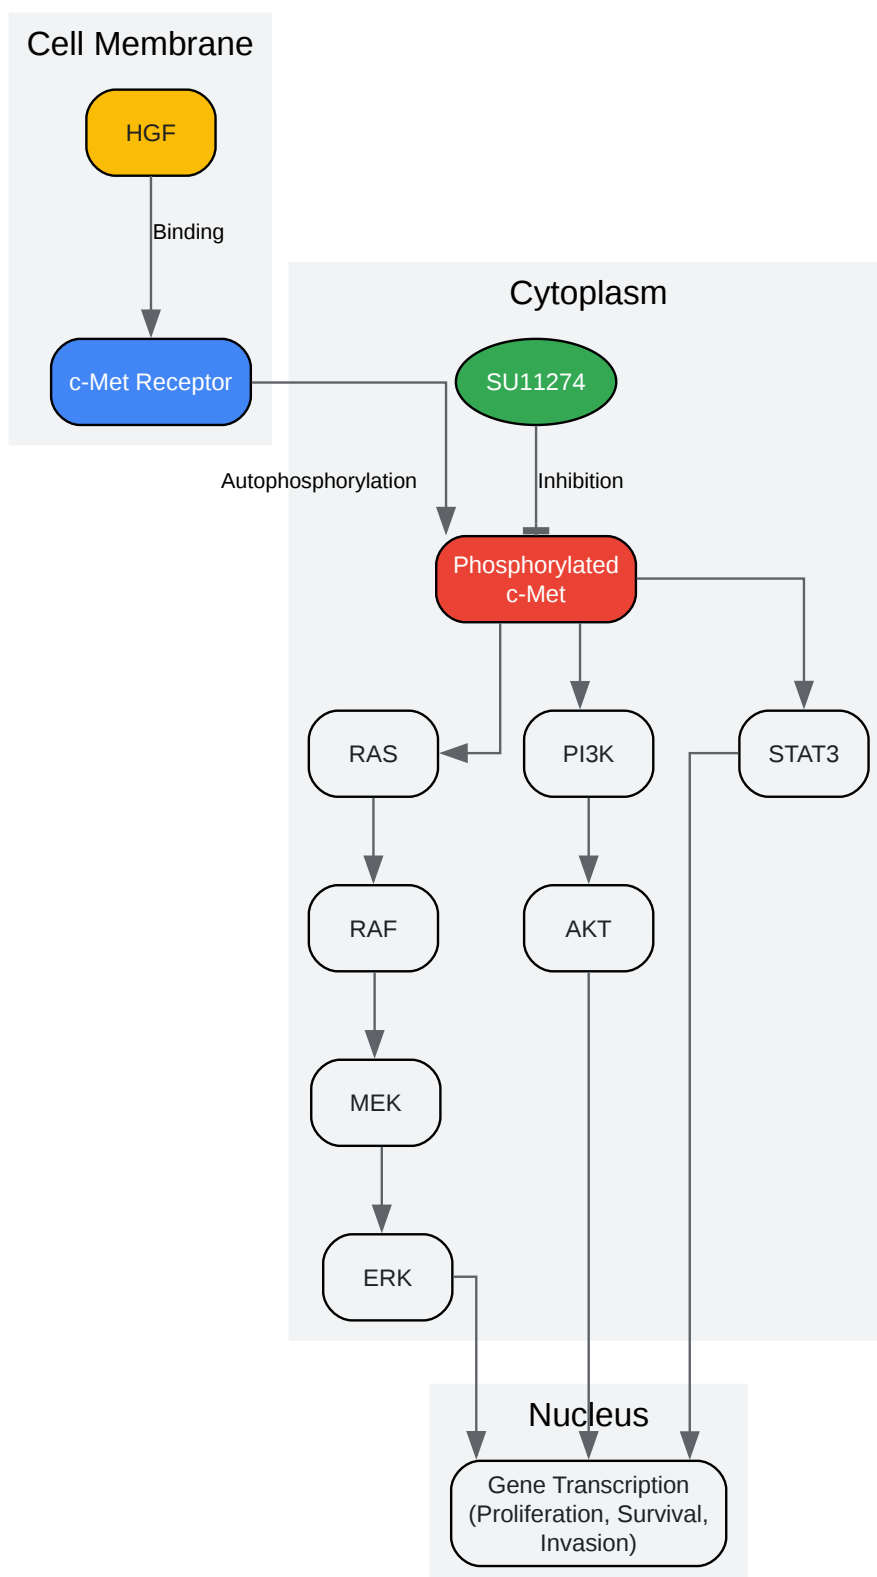 Cell Membrane
HGF
Binding
c-Met Receptor
Cytoplasm
SU11274
Autophosphorylation
Inhibition
Phosphorylated
c-Met
RAS
PI3K
STAT3
RAF
AKT
MEK
ERK
Nucleus
Gene Transcription
(Proliferation, Survival,
Invasion)